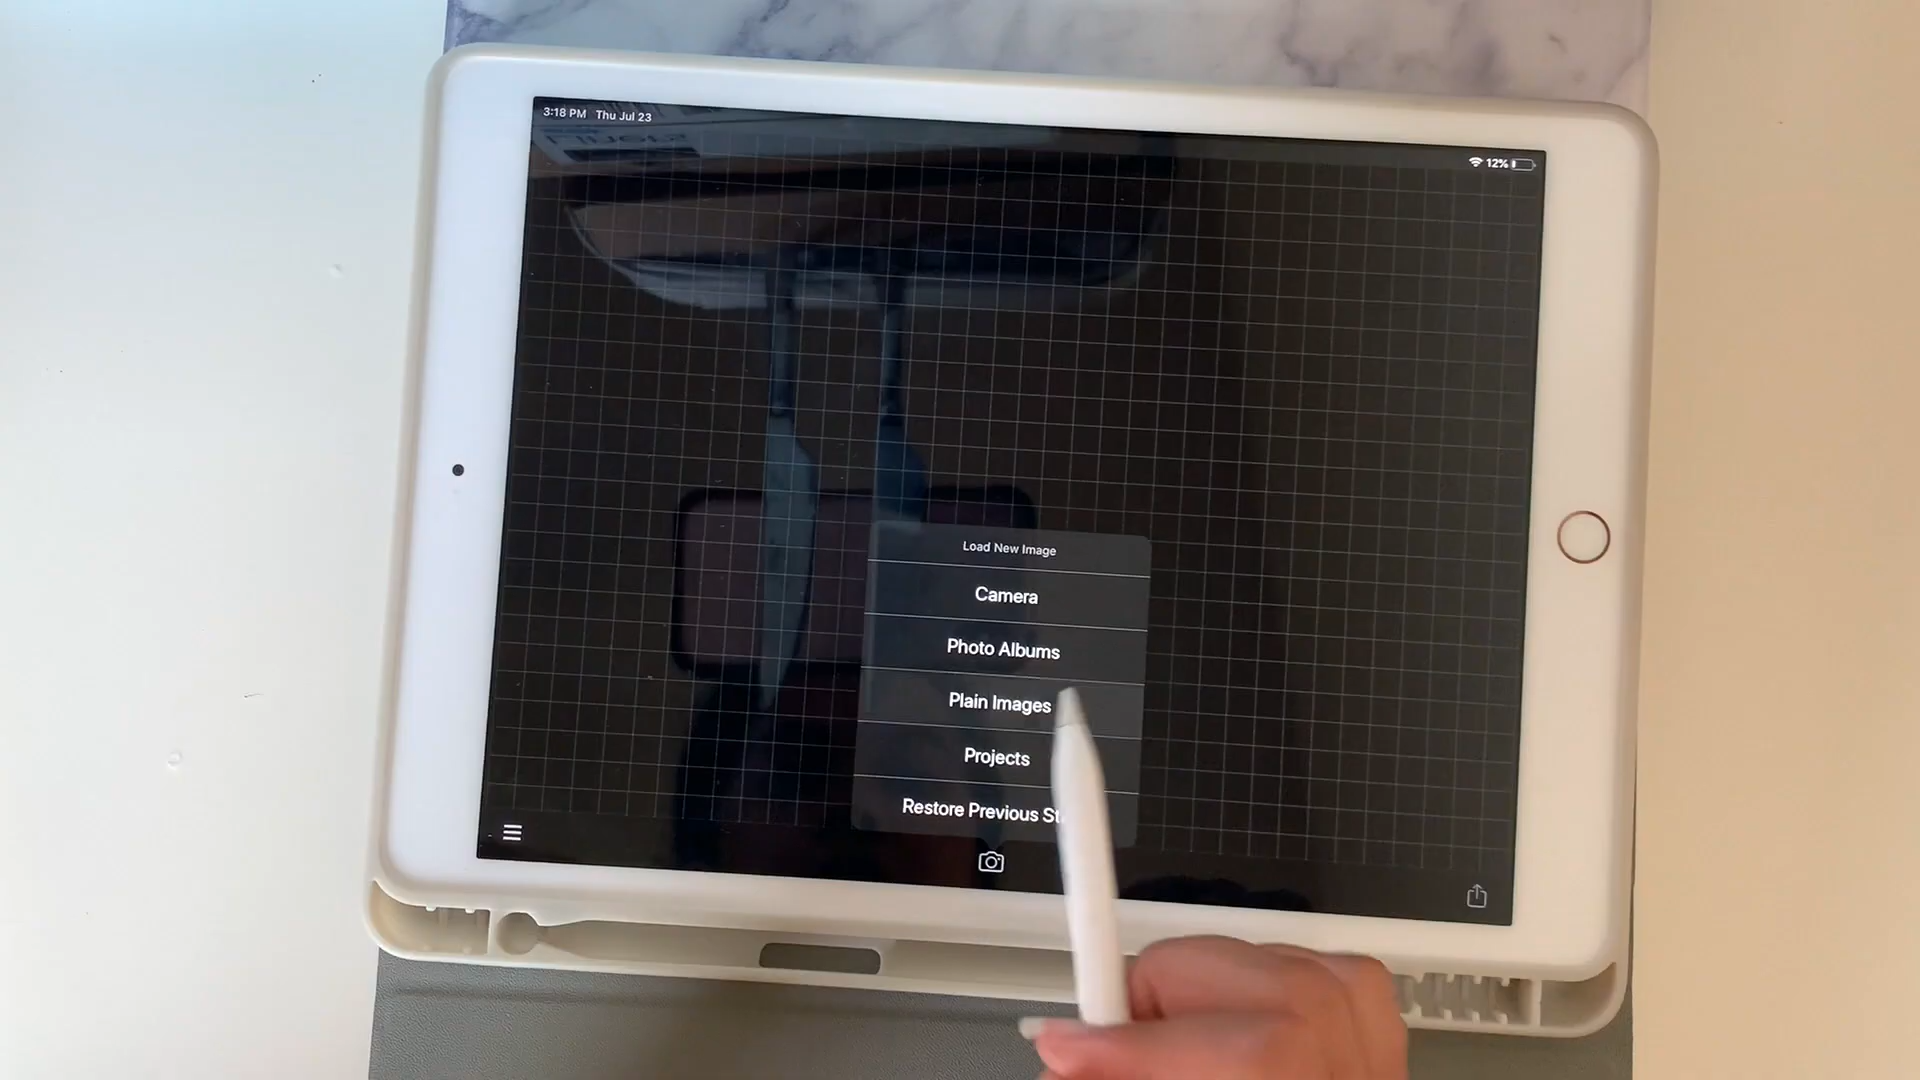 3:18 PM Thu Jul 23
12%
Load New Image
Camera
Photo Albums
Plain Images
Projects
Restore Previous